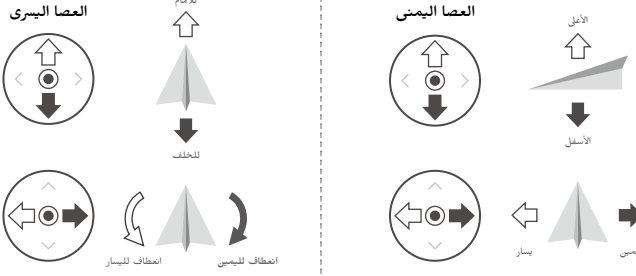 العصا اليمنى
الأعلى
الأسفل
يسار
العصا اليسرى
للأمام
للخلف
انعطاف لليسار
انعطاف لليمين